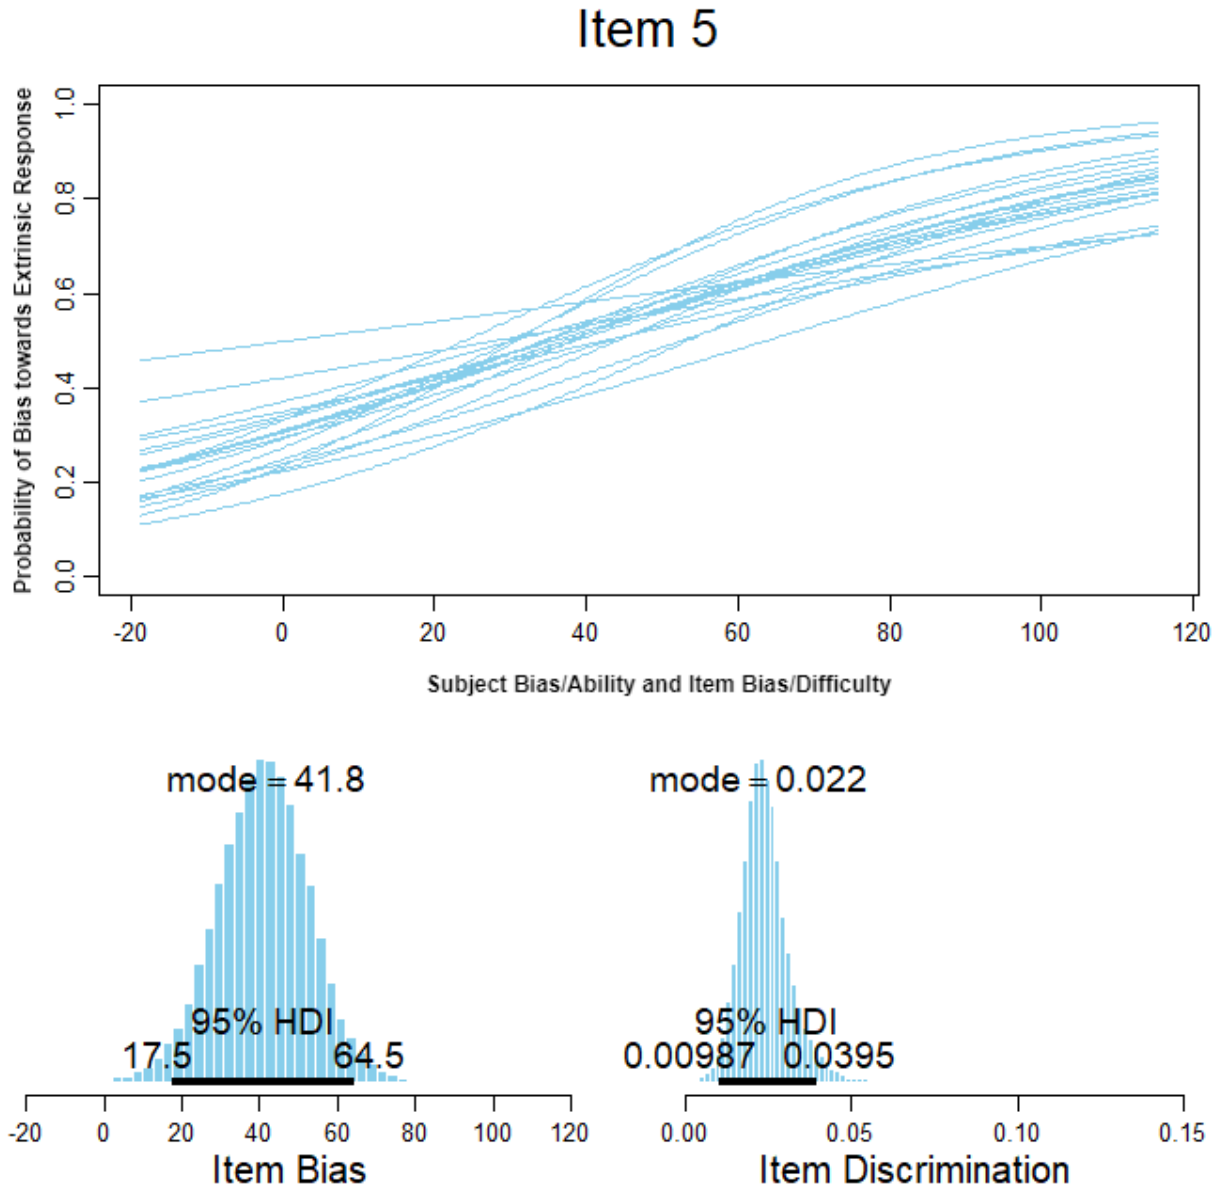 Item 5
Probability of Bias towards Extrinsic Response
1.0
0.8
0.6
0.4
0.2
0.0
-20 0 20 40 60 80 100 120
Subject Bias/Ability and Item Bias/Difficulty
mode = 41.8
95% HDI
17.5 64.5
-20 0 20 40 60 80 100 120
Item Bias
mode = 0.022
95% HDI
0.00987 0.0395
0.00 0.05 0.10 0.15
Item Discrimination